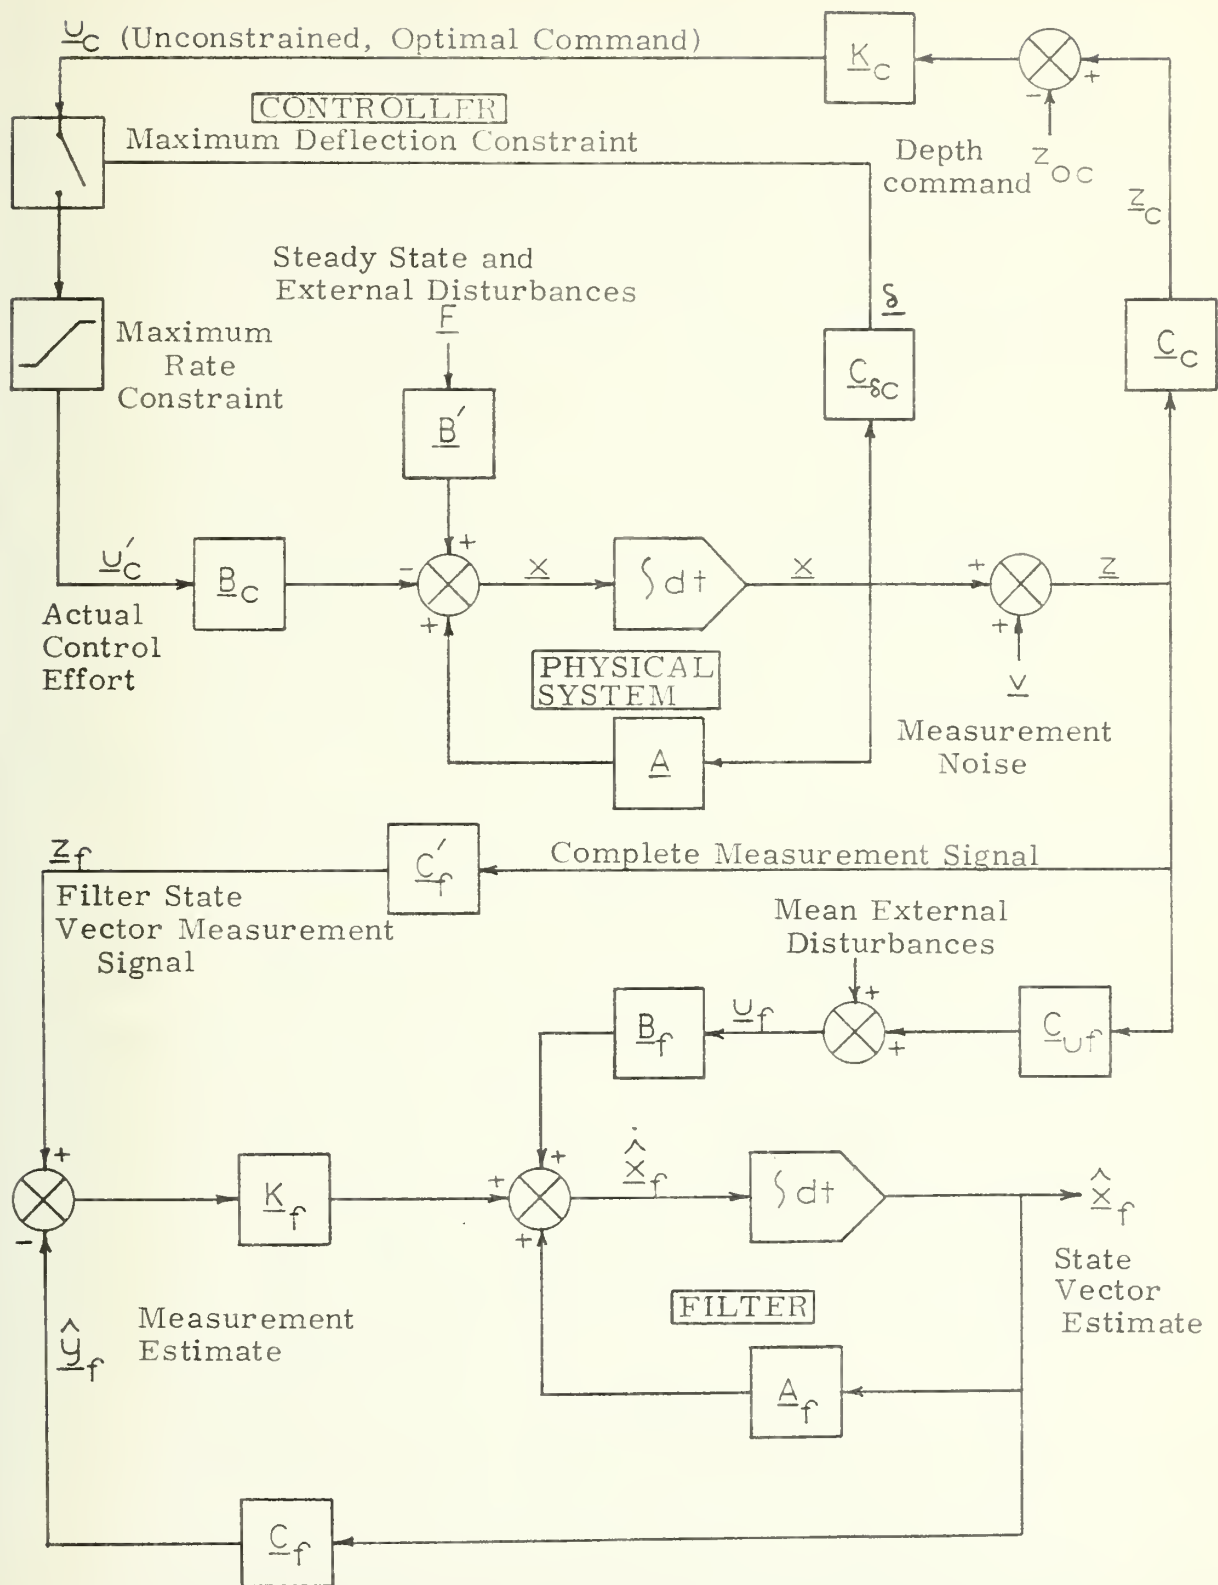 u_c (Unconstrained, Optimal Command)
K_c
+
-
CONTROLLER
Maximum Deflection Constraint
Depth
command
z_oc
z_c
Steady State and
External Disturbances
F
δ
Maximum
Rate
Constraint
B′
C_δc
C_c
u′_c
B_c
-
+
+
x
∫dt
x
+
+
z
Actual
Control
Effort
PHYSICAL
SYSTEM
v
Measurement
Noise
A
z_f
C′_f
Complete Measurement Signal
Filter State
Vector Measurement
Signal
Mean External
Disturbances
B_f
u_f
+
+
C_uf
+
-
K_f
+
+
+
ẋ̂_f
∫dt
x̂_f
State
Vector
Estimate
FILTER
Measurement
Estimate
ŷ_f
A_f
C_f